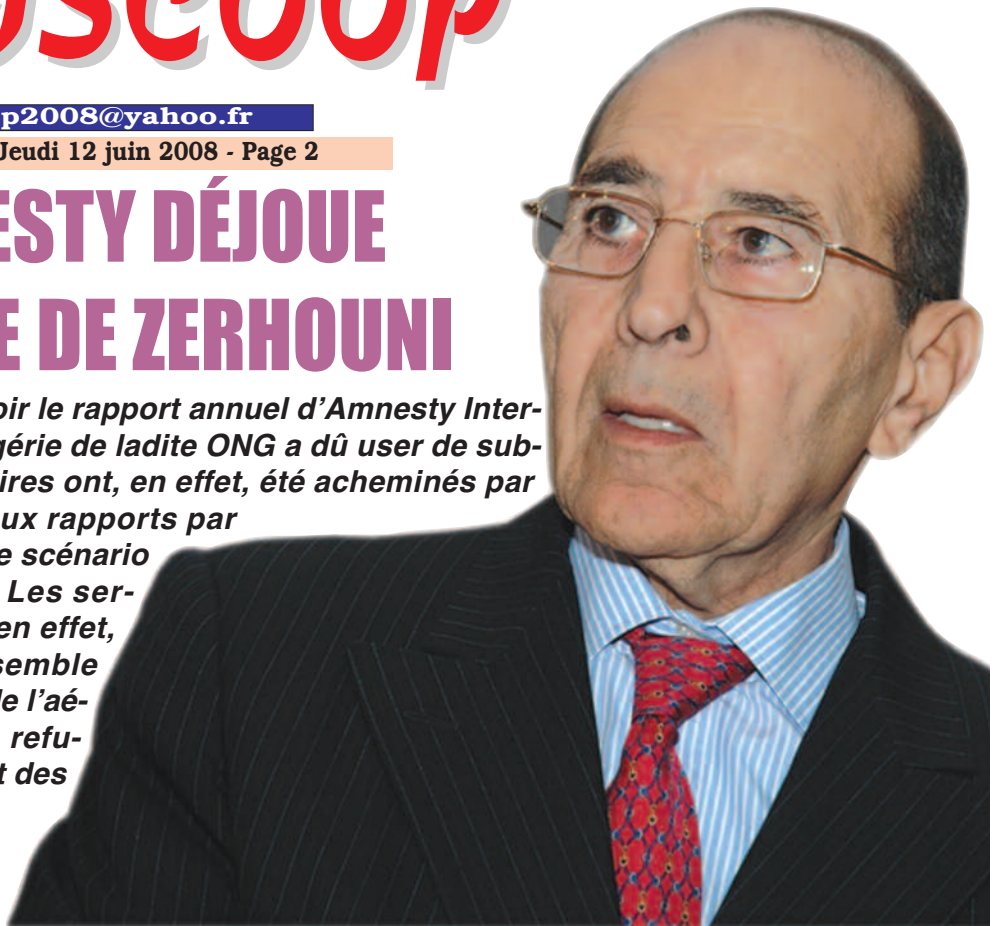 oscoop
p2008@yahoo.fr
Jeudi 12 juin 2008 - Page 2
ESTY DÉJOUE
E DE ZERHOUNI
oir le rapport annuel d'Amnesty Inter-
gérie de ladite ONG a dû user de sub-
ires ont, en effet, été acheminés par
ux rapports par
e scénario
Les ser-
en effet,
semble
de l'aé-
refu-
t des